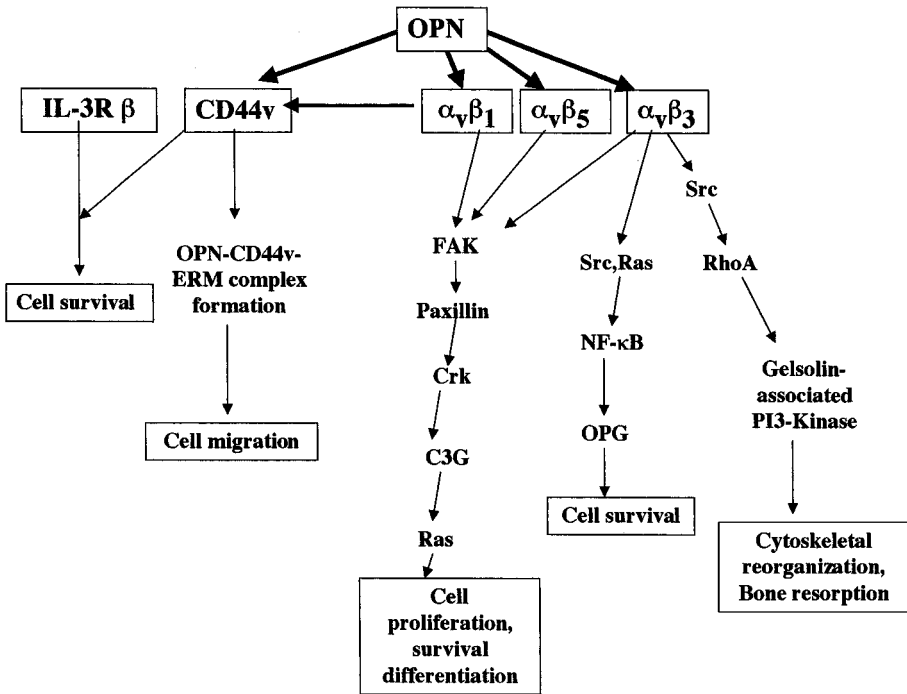 OPN
IL-3R β
CD44v
αvβ1
αvβ5
αvβ3
Src
OPN-CD44v-
ERM complex
formation
FAK
Src,Ras
RhoA
Cell survival
Paxillin
NF-κB
Crk
Gelsolin-
associated
PI3-Kinase
Cell migration
OPG
C3G
Cell survival
Ras
Cytoskeletal
reorganization,
Bone resorption
Cell
proliferation,
survival
differentiation